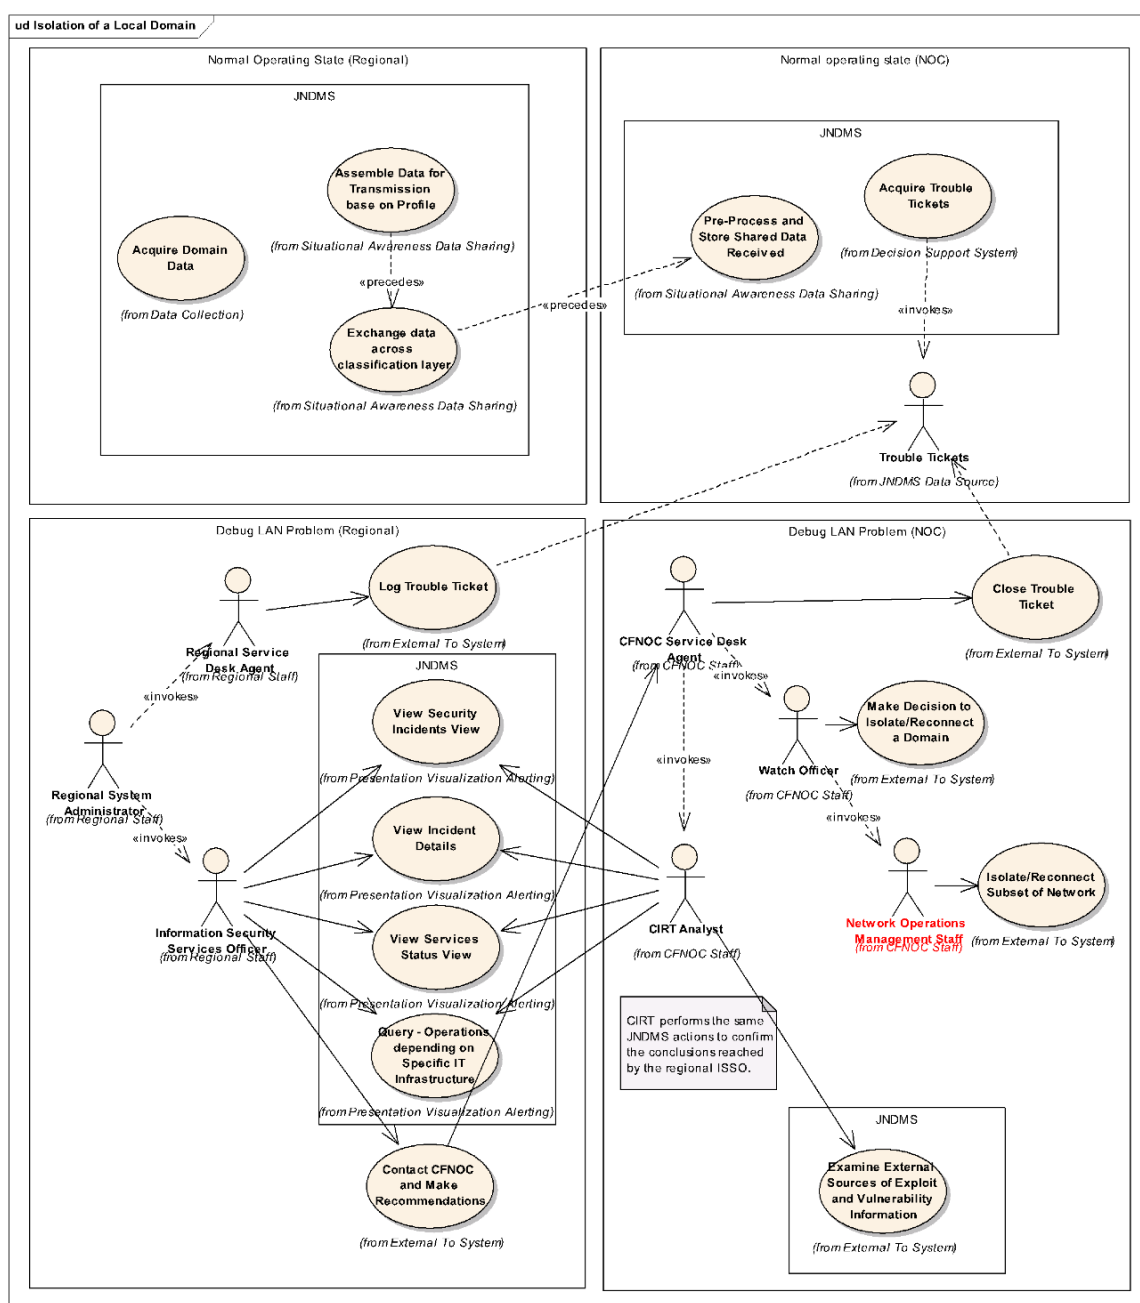 ud Isolation of a Local Domain
Normal Operating State (Regional)
JNDMS
Assemble Data for
Transmission
base on Profile
(from Situational Awareness Data Sharing)
Acquire Domain
Data
(from Data Collection)
«precedes»
Exchange data
across
classification layer
(from Situational Awareness Data Sharing)
«precedes»
Normal operating state (NOC)
JNDMS
Acquire Trouble
Tickets
(from Decision Support System)
Pre-Process and
Store Shared Data
Received
(from Situational Awareness Data Sharing)
«invokes»
Trouble Tickets
(from JNDMS Data Source)
Debug LAN Problem (Regional)
Log Trouble Ticket
(from External To System)
Regional Service
Desk Agent
(from Regional Staff)
«invokes»
Regional System
Administrator
(from Regional Staff)
«invokes»
Information Security
Services Officer
(from Regional Staff)
JNDMS
View Security
Incidents View
(from Presentation Visualization Alerting)
View Incident
Details
(from Presentation Visualization Alerting)
View Services
Status View
(from Presentation Visualization Alerting)
Query - Operations
depending on
Specific IT
Infrastructure
(from Presentation Visualization Alerting)
Contact CFNOC
and Make
Recommendations
(from External To System)
Debug LAN Problem (NOC)
CFNOC Service Desk
Agent
(from CFNOC Staff)
«invokes»
Close Trouble
Ticket
(from External To System)
Make Decision to
Isolate/Reconnect
a Domain
(from External To System)
Watch Officer
(from CFNOC Staff)
«invokes»
«invokes»
CIRT Analyst
(from CFNOC Staff)
Network Operations
Management Staff
(from CFNOC Staff)
Isolate/Reconnect
Subset of Network
(from External To System)
CIRT performs the same
JNDMS actions to confirm
the conclusions reached
by the regional ISSO.
JNDMS
Examine External
Sources of Exploit
and Vulnerability
Information
(from External To System)